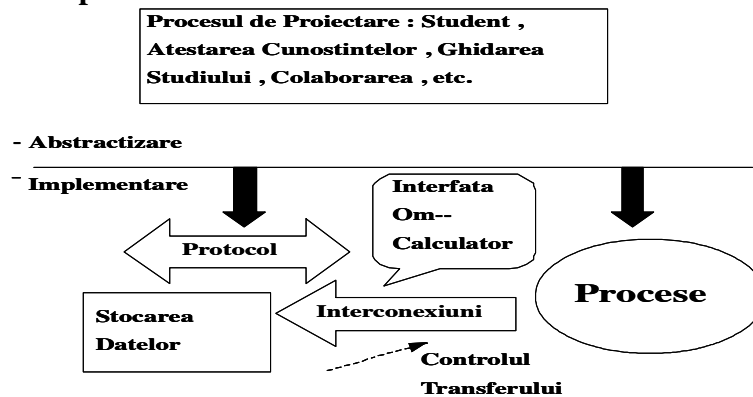 Procesul de Proiectare : Student ,
Atestarea Cunostintelor , Ghidarea
Studiului , Colaborarea , etc.
- Abstractizare
- Implementare
Interfata
Om--
Calculator
Protocol
Procese
Interconexiuni
Stocarea
Datelor
Controlul
Transferului